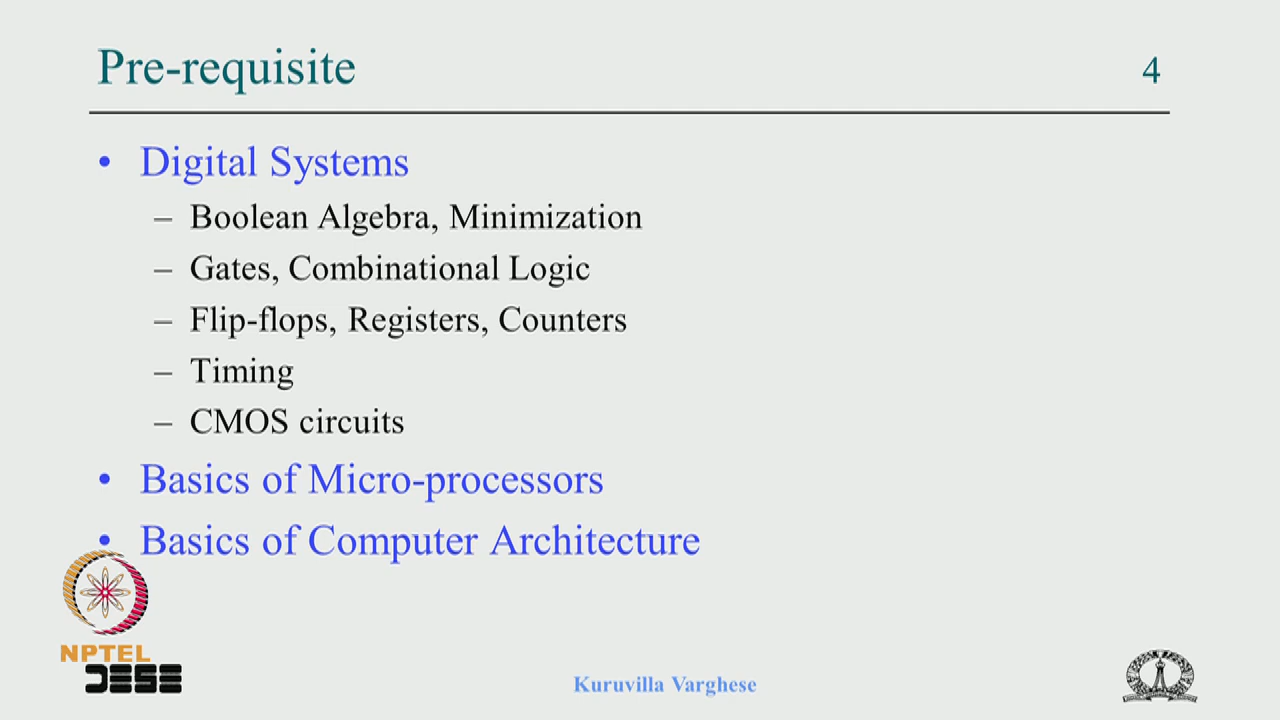 Pre-requisite 4
• Digital Systems
– Boolean Algebra, Minimization
– Gates, Combinational Logic
– Flip-flops, Registers, Counters
– Timing
– CMOS circuits
• Basics of Micro-processors
• Basics of Computer Architecture
NPTEL
DESE
Kuruvilla Varghese